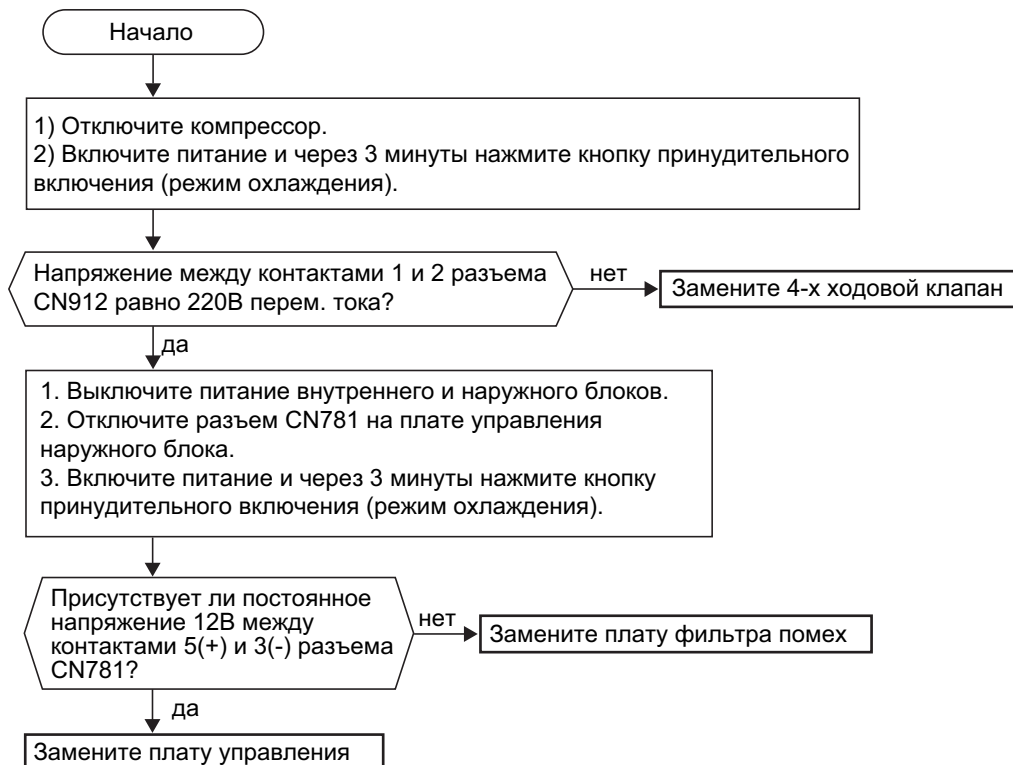 Начало
1) Отключите компрессор.
2) Включите питание и через 3 минуты нажмите кнопку принудительного
включения (режим охлаждения).
Напряжение между контактами 1 и 2 разъема
CN912 равно 220В перем. тока?
нет
Замените 4-х ходовой клапан
да
1. Выключите питание внутреннего и наружного блоков.
2. Отключите разъем CN781 на плате управления
наружного блока.
3. Включите питание и через 3 минуты нажмите кнопку
принудительного включения (режим охлаждения).
Присутствует ли постоянное
напряжение 12В между
контактами 5(+) и 3(-) разъема
CN781?
нет
Замените плату фильтра помех
да
Замените плату управления